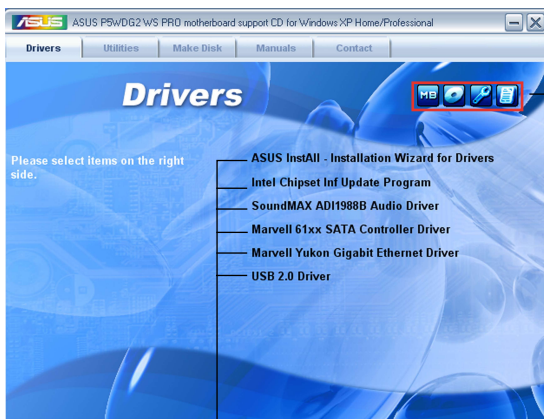 ASUS ASUS P5WDG2 WS PRO motherboard support CD for Windows XP Home/Professional
Drivers Utilities Make Disk Manuals Contact
Drivers
MB
Please select items on the right
side.
ASUS InstAll - Installation Wizard for Drivers
Intel Chipset Inf Update Program
SoundMAX ADI1988B Audio Driver
Marvell 61xx SATA Controller Driver
Marvell Yukon Gigabit Ethernet Driver
USB 2.0 Driver